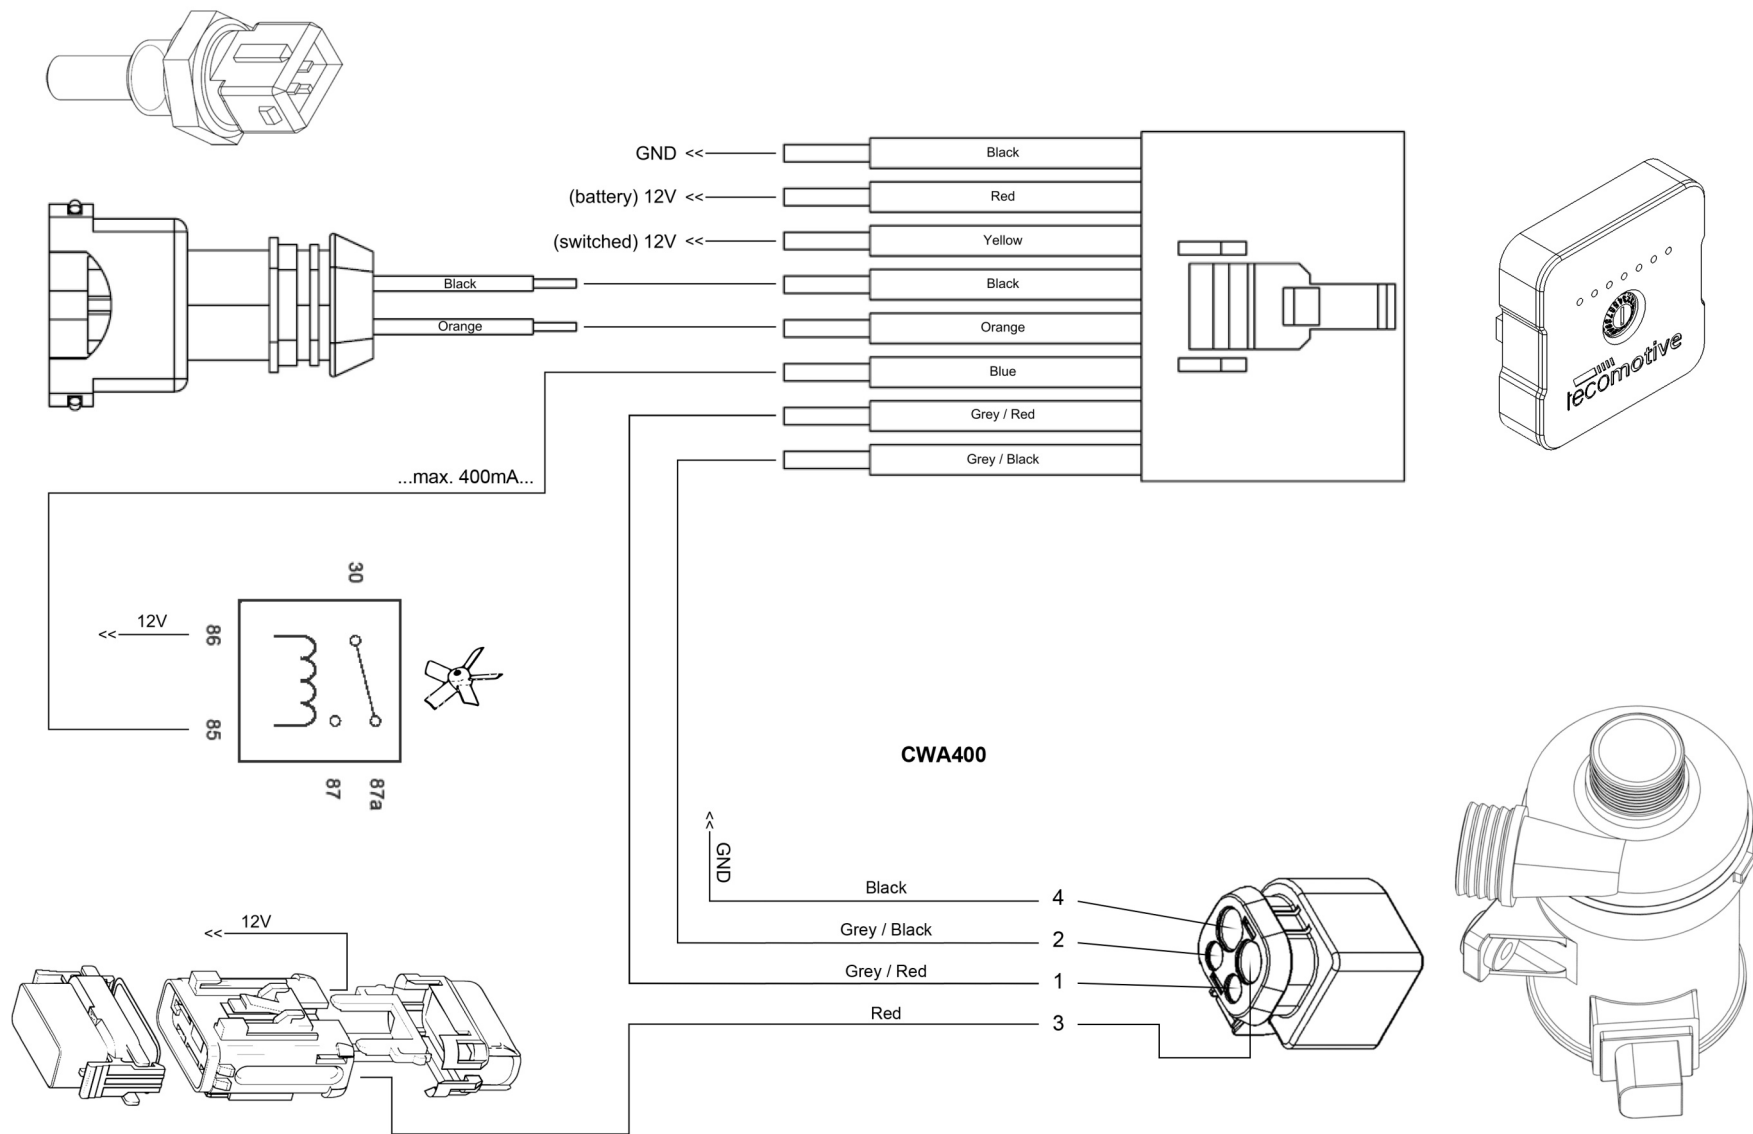 GND <<
Black
(battery) 12V <<
Red
(switched) 12V <<
Yellow
Black
Black
Orange
Orange
Blue
Grey / Red
Grey / Black
...max. 400mA...
tecomotive
30
12V
<<
86
85
87
87a
CWA400
<<
GND
Black
4
Grey / Black
2
Grey / Red
1
Red
3
12V
<<